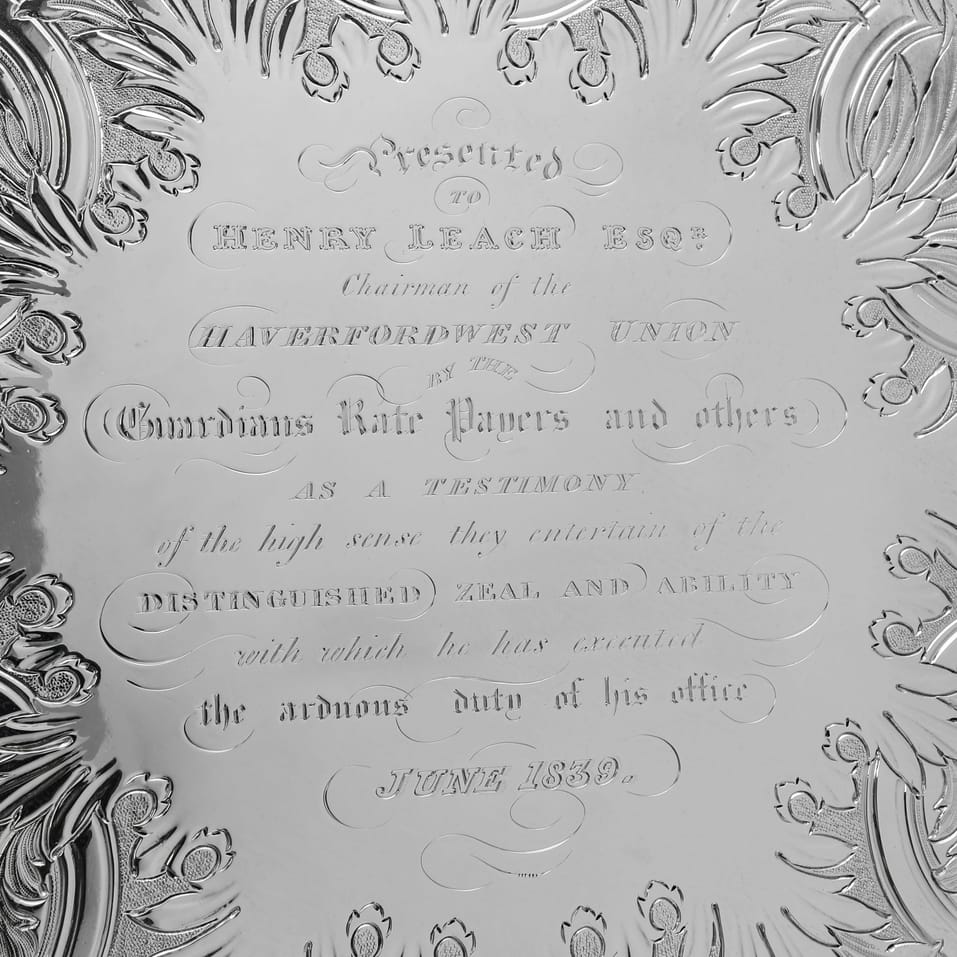 Presented
TO
HENRY LEACH ESQR.
Chairman of the
HAVERFORDWEST UNION
BY THE
Guardians Rate Payers and others
AS A TESTIMONY
of the high sense they entertain of the
DISTINGUISHED ZEAL AND ABILITY
with which he has executed
the arduous duty of his office
JUNE 1839.